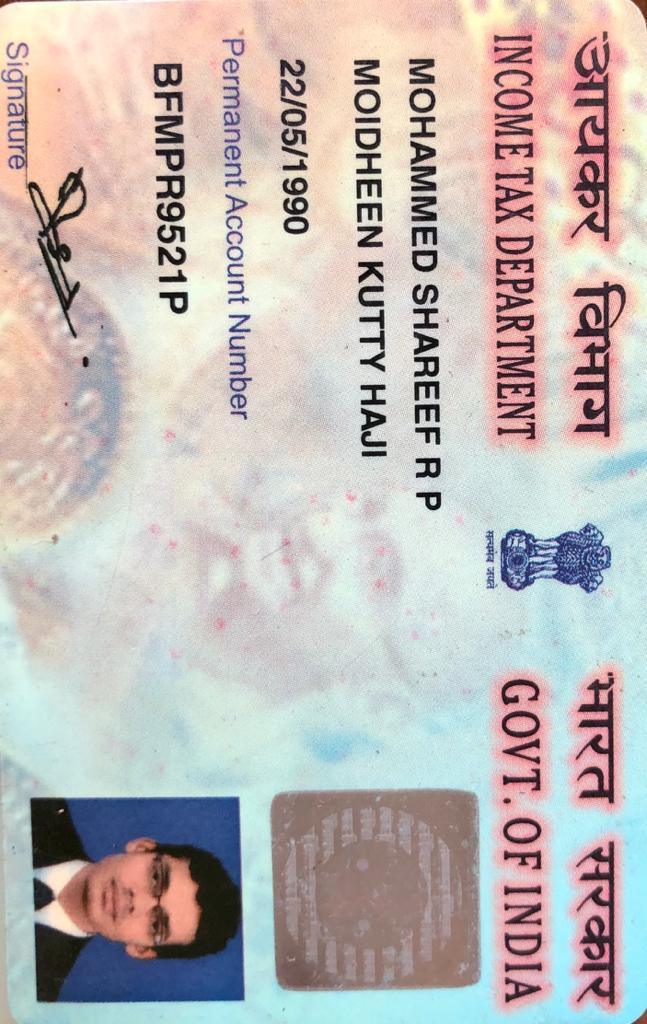 आयकर विभाग
INCOME TAX DEPARTMENT
भारत सरकार
GOVT. OF INDIA
सत्यमेव जयते
MOHAMMED SHAREEF R P
MOIDHEEN KUTTY HAJI
22/05/1990
Permanent Account Number
BFMPR9521P
Signature